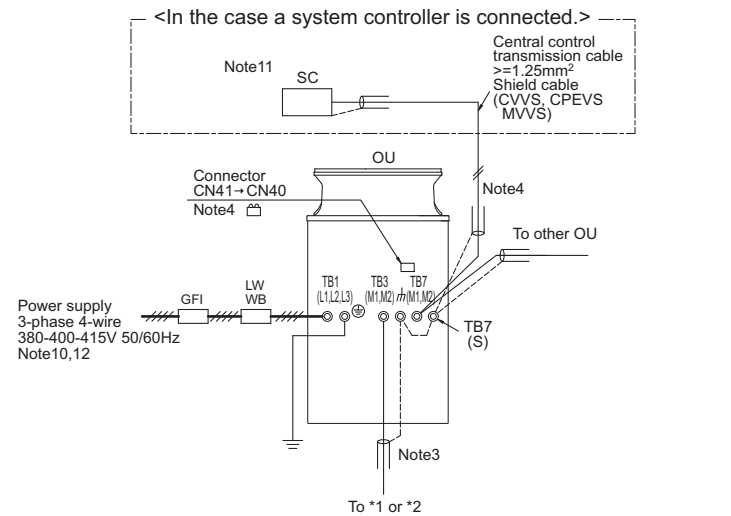 <In the case a system controller is connected.>
Central control
transmission cable
>=1.25mm²
Shield cable
(CVVS, CPEVS
MVVS)
Note11
SC
OU
Connector
CN41→CN40
Note4
Note4
To other OU
TB1
(L1,L2,L3)
TB3
(M1,M2)
TB7
(M1,M2)
LW
WB
GFI
Power supply
3-phase 4-wire
380-400-415V 50/60Hz
Note10,12
TB7
(S)
Note3
To *1 or *2